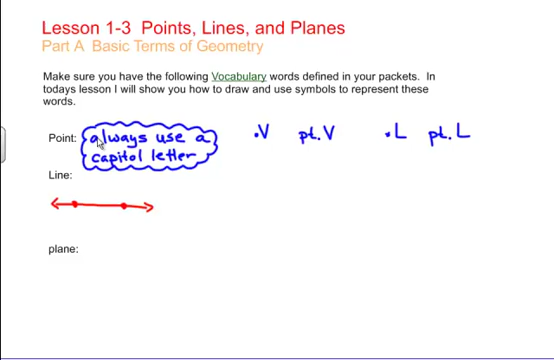 Lesson 1-3 Points, Lines, and Planes
Part A Basic Terms of Geometry
Make sure you have the following Vocabulary words defined in your packets. In
todays lesson I will show you how to draw and use symbols to represent these
words.
Point: always use a capitol letter .V pt. V .L pt. L
Line:
plane: